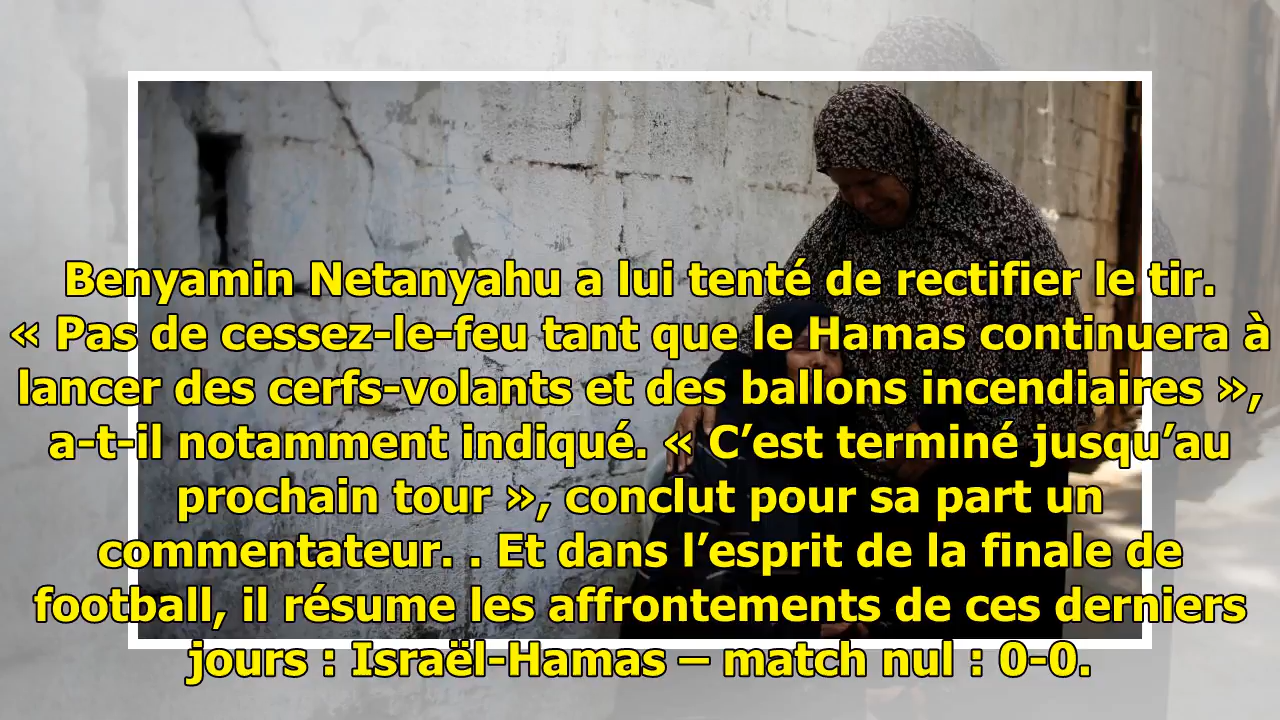 Benyamin Netanyahu a lui tenté de rectifier le tir.
« Pas de cessez-le-feu tant que le Hamas continuera à
lancer des cerfs-volants et des ballons incendiaires »,
a-t-il notamment indiqué. « C’est terminé jusqu’au
prochain tour », conclut pour sa part un
commentateur. . Et dans l’esprit de la finale de
football, il résume les affrontements de ces derniers
jours : Israël-Hamas – match nul : 0-0.